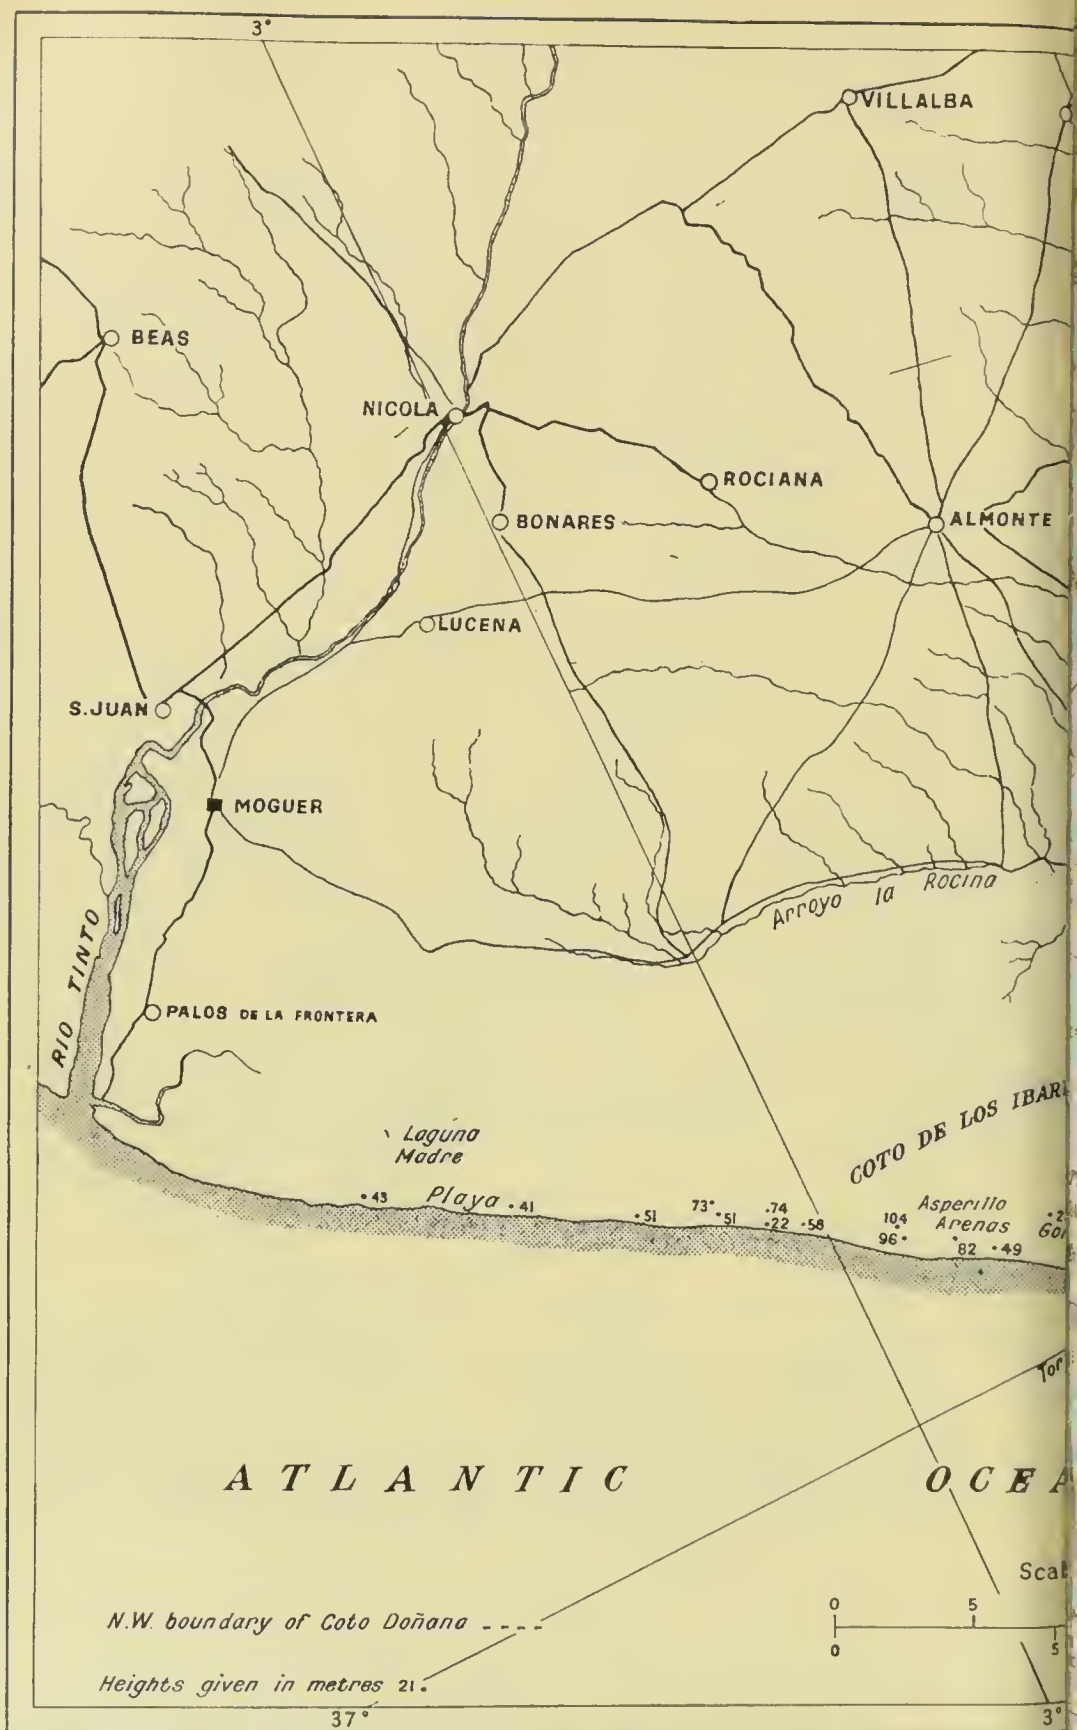 3°
VILLALBA
BEAS
NICOLA
ROCIANA
BONARES
ALMONTE
LUCENA
S.JUAN
MOGUER
Arroyo la Rocina
RIO TINTO
PALOS DE LA FRONTERA
COTO DE LOS
Laguna
Madre
.43 Playa .41
.51 73° .51 .74
.22 .58
104
96.
Asperillo
Arenas
82 .49
ATLANTIC
N.W. boundary of Coto Doñana ----
Heights given in metres 21.
0 5
0 5
37°
3°